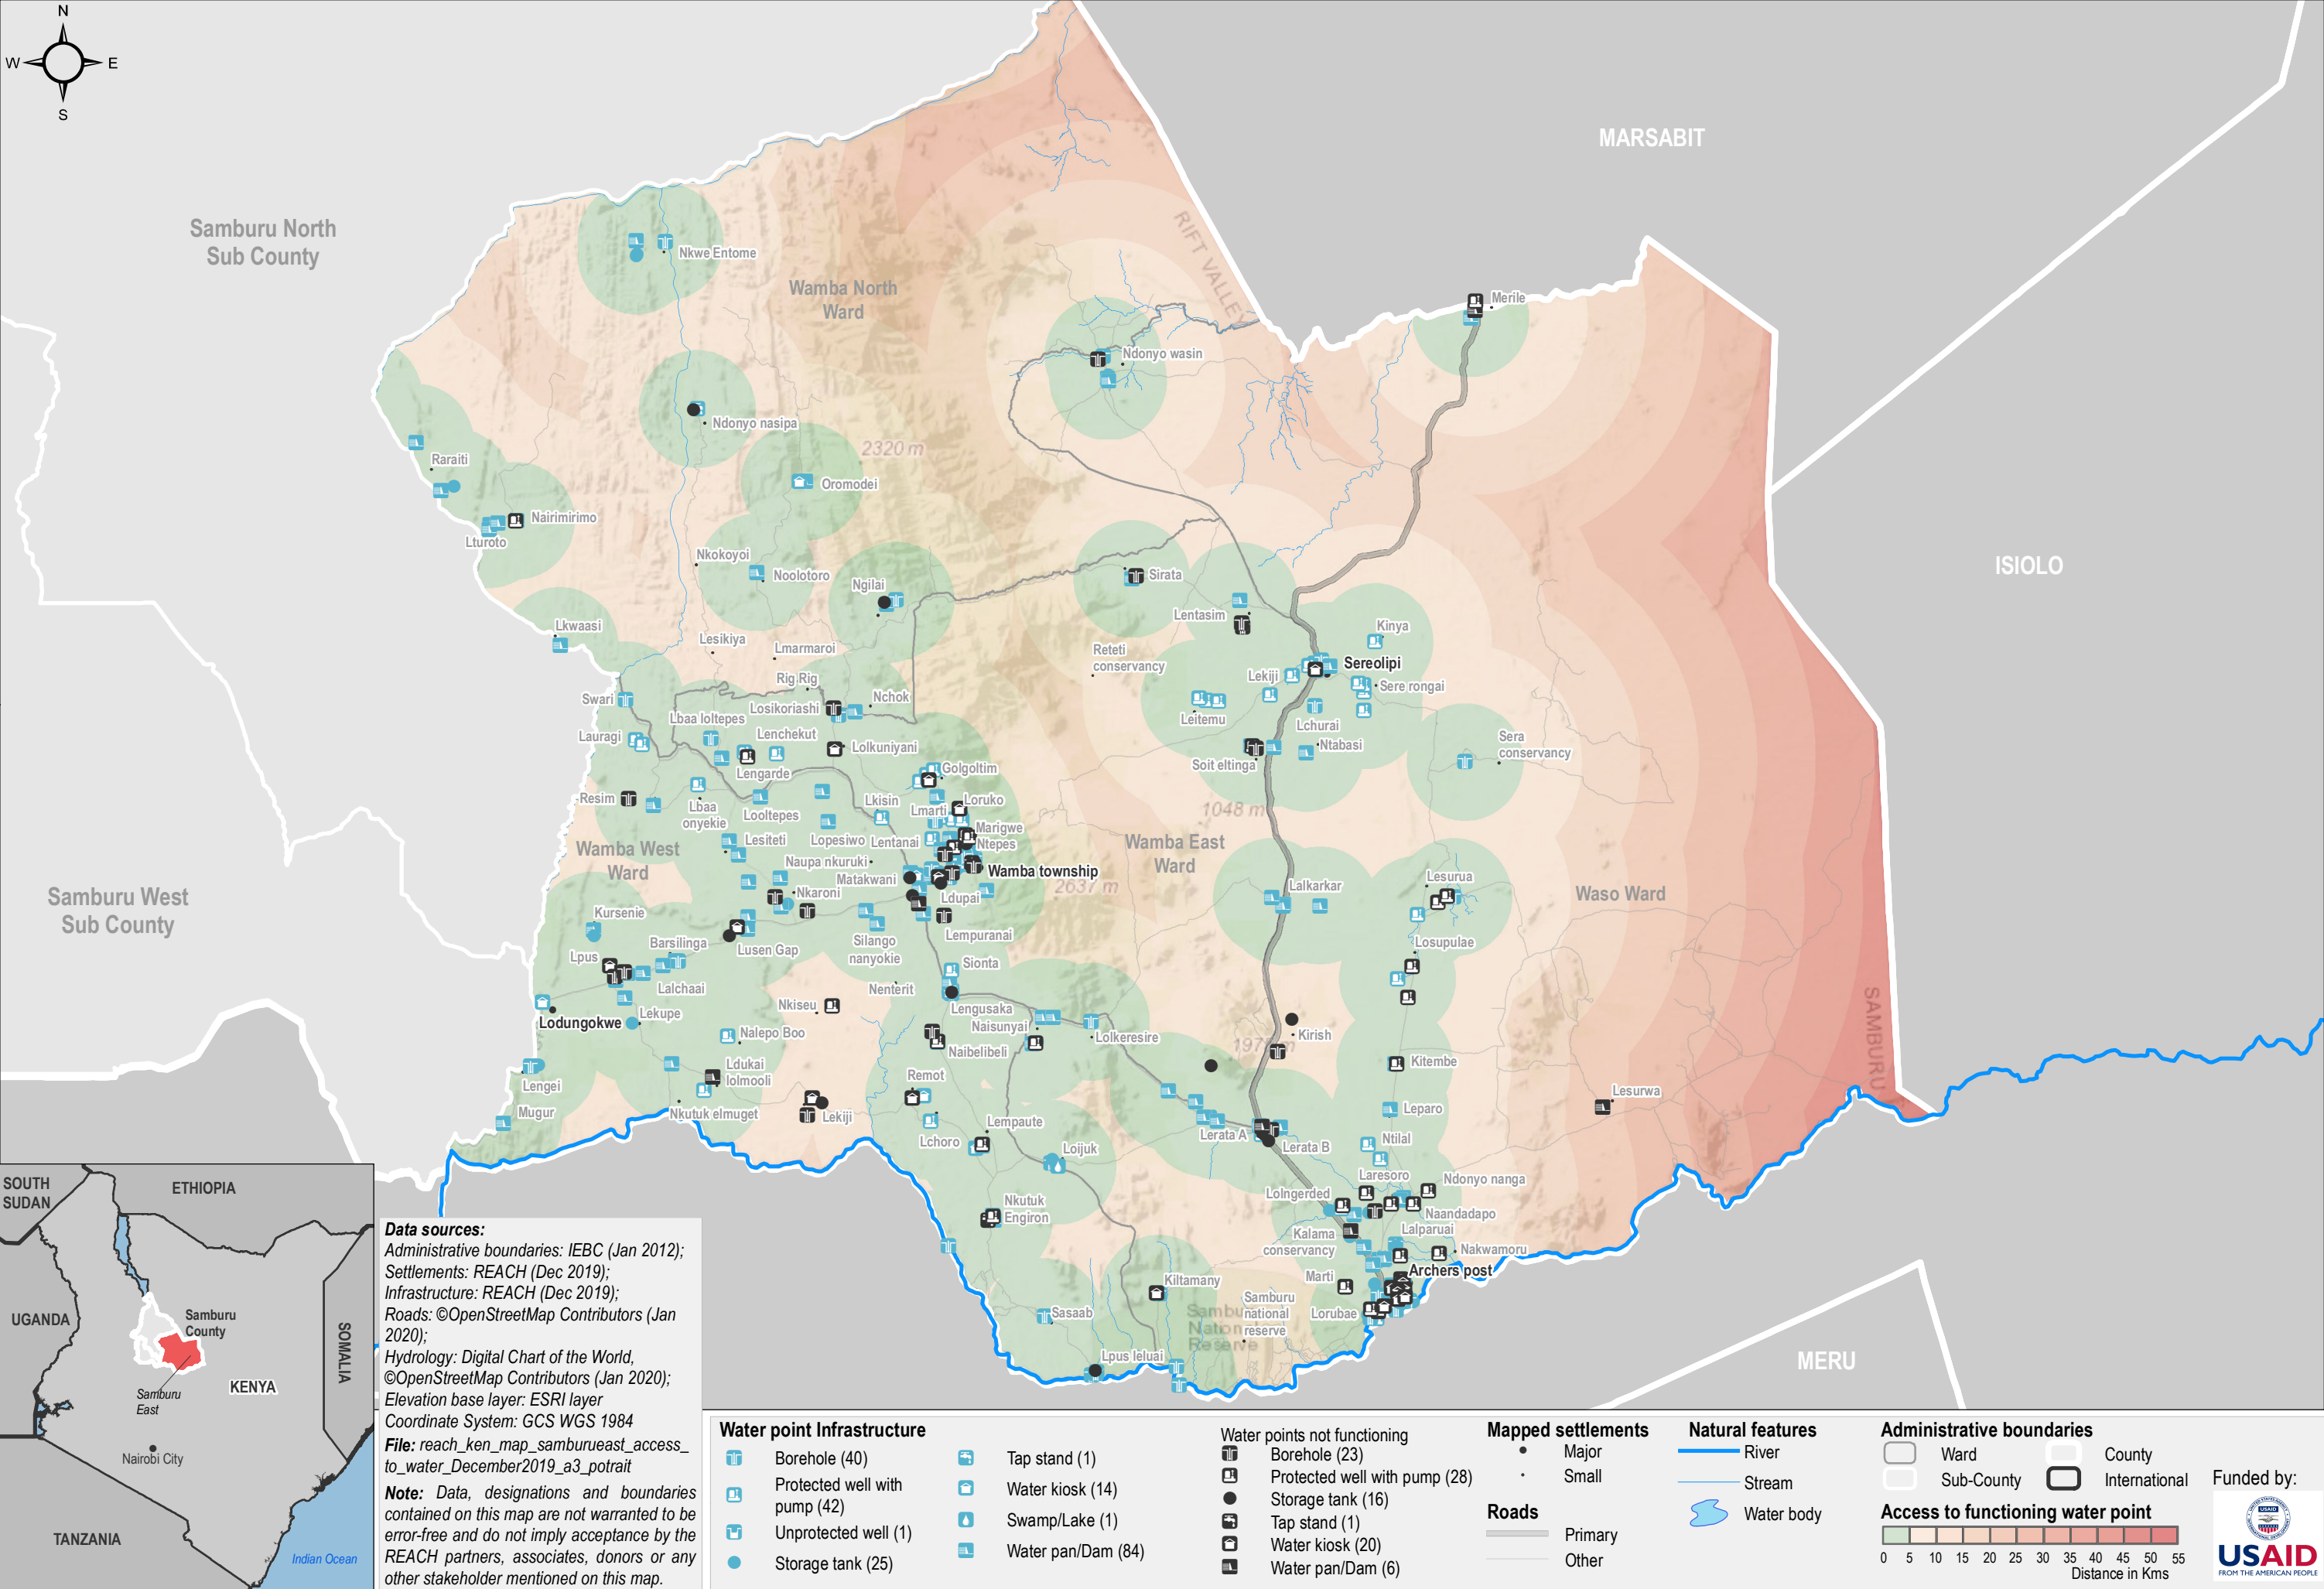 N
W
E
S
MARSABIT
Samburu North
Sub County
RIFT VALLEY
Nkwe Entome
Wamba North
Ward
Merile
Ndonyo wasin
Ndonyo nasipa
2320 m
Raraiti
Oromodei
Nairimirimo
Lturoto
ISIOLO
Nkokoyoi
Noolotoro
Ngilai
Sirata
Lentasim
Lkwaasi
Kinya
Lesikiya
Lmarmaroi
Reteti
conservancy
Sereolipi
Rig Rig
Lekiji
Sere rongai
Swari
Nchok
Losikoriashi
Lbaa loltepes
Leitemu
Lchurai
Lauragi
Lenchekut
Lolkuniyani
Ntabasi
Sera
conservancy
Lengarde
Soit eltinga
Golgoltim
Resim
Lbaa
onyekie
Looltepes
Lkisin
Loruko
Lmarti
1048 m
Marigwe
Lesiteti
Lopesiwo
Lentanai
Ntepes
Wamba West
Ward
Wamba East
Ward
Naupa nkuruki
Matakwani
Wamba township
2637 m
Lalkarkar
Lesurua
Waso Ward
Samburu West
Sub County
Nkaroni
Ldupai
Kursenie
Lempuranai
Barsilinga
Lusen Gap
Silango
nanyokie
Losupulae
Lpus
Sionta
Lalchaai
Nenterit
Nkiseu
Lengusaka
SAMBURU
Lodungokwe
Lekupe
Naisunyai
Nalepo Boo
Lolkeresire
Kirish
197 m
Naibelibeli
Kitembe
Ldukai
lolmooli
Lengei
Remot
Lesurwa
Mugur
Nkutuk elmuget
Lekiji
Lempaute
Leparo
Lchoro
Loijuk
Lerata A
Lerata B
Ntilal
Laresoro
Ndonyo nanga
Lolngerded
Nkutuk
Engiron
Naandadapo
Kalama
conservancy
Lalparuai
Nakwamoru
Marti
Archers post
Kiltamany
Samburu
national
reserve
Sambu
Nation
Reserve
Sasaab
Lorubae
Lpus leluai
MERU
SOUTH
SUDAN
ETHIOPIA
UGANDA
Samburu
County
SOMALIA
KENYA
Samburu
East
Nairobi City
TANZANIA
Indian Ocean
Data sources:
Administrative boundaries: IEBC (Jan 2012);
Settlements: REACH (Dec 2019);
Infrastructure: REACH (Dec 2019);
Roads: ©OpenStreetMap Contributors (Jan
2020);
Hydrology: Digital Chart of the World,
©OpenStreetMap Contributors (Jan 2020);
Elevation base layer: ESRI layer
Coordinate System: GCS WGS 1984
File: reach_ken_map_samburueast_access_
to_water_December2019_a3_potrait
Note: Data, designations and boundaries
contained on this map are not warranted to be
error-free and do not imply acceptance by the
REACH partners, associates, donors or any
other stakeholder mentioned on this map.
Water point Infrastructure
Borehole (40)
Protected well with
pump (42)
Unprotected well (1)
Storage tank (25)
Tap stand (1)
Water kiosk (14)
Swamp/Lake (1)
Water pan/Dam (84)
Water points not functioning
Borehole (23)
Protected well with pump (28)
Storage tank (16)
Tap stand (1)
Water kiosk (20)
Water pan/Dam (6)
Mapped settlements
Major
Small
Roads
Primary
Other
Natural features
River
Stream
Water body
Administrative boundaries
Ward
County
Sub-County
International
Access to functioning water point
0 5 10 15 20 25 30 35 40 45 50 55
Distance in Kms
Funded by:
USAID
USAID
FROM THE AMERICAN PEOPLE